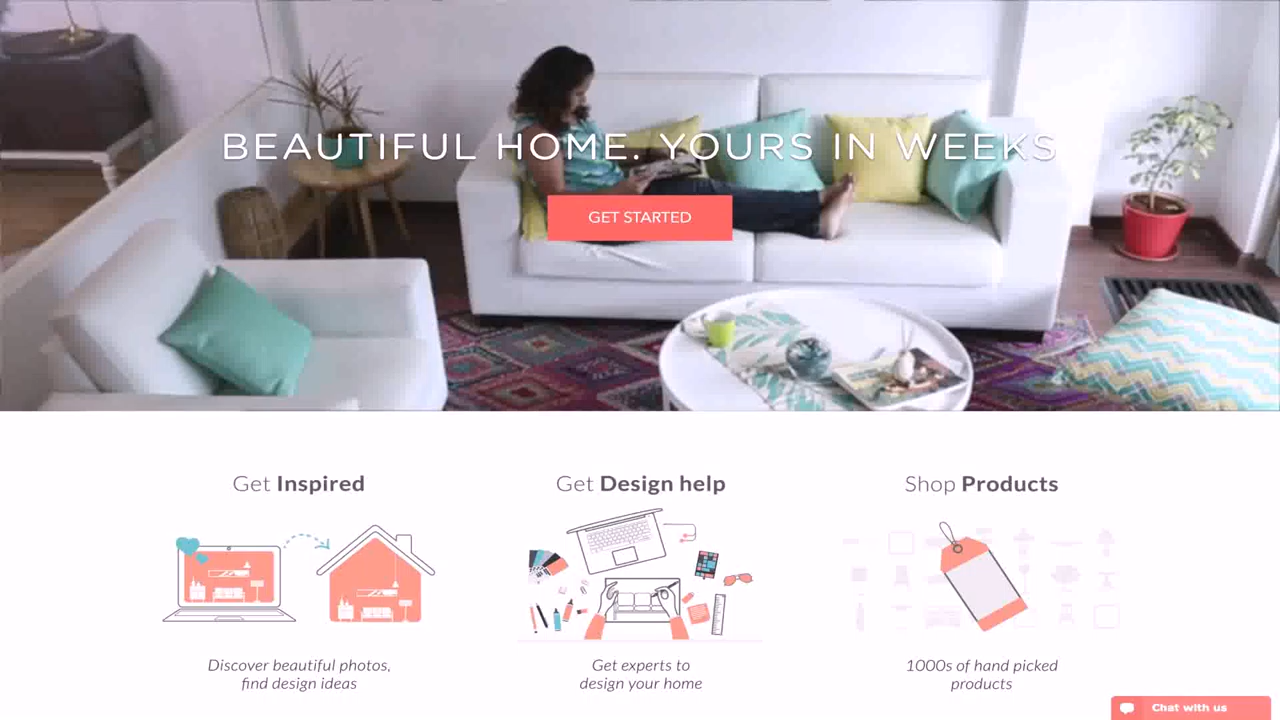 BEAUTIFUL HOME. YOURS IN WEEKS
GET STARTED
Get Inspired
Get Design help
Shop Products
Discover beautiful photos,
find design ideas
Get experts to
design your home
1000s of hand picked
products
Chat with us